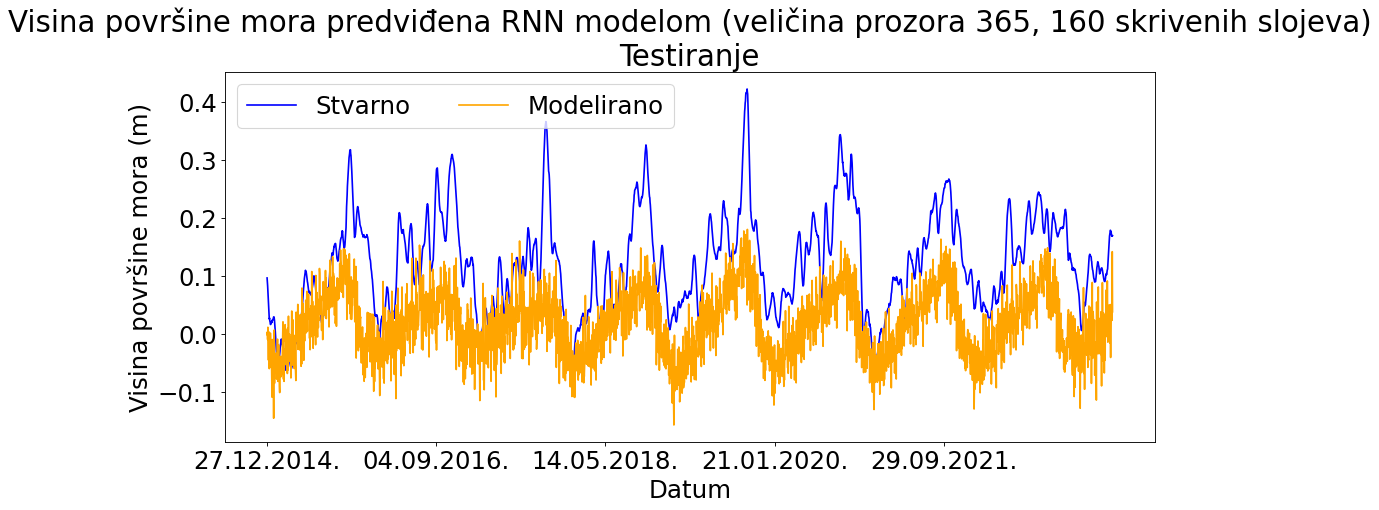 Visina površine mora predviđena RNN modelom (veličina prozora 365, 160 skrivenih slojeva)
Testiranje
Stvarno Modelirano
Visina površine mora (m)
0.4
0.3
0.2
0.1
0.0
−0.1
27.12.2014. 04.09.2016. 14.05.2018. 21.01.2020. 29.09.2021.
Datum